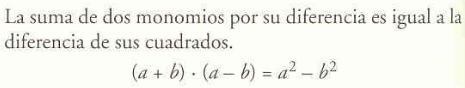 La suma de dos monomios por su diferencia es igual a la
diferencia de sus cuadrados.
(a + b) · (a – b) = a² – b²